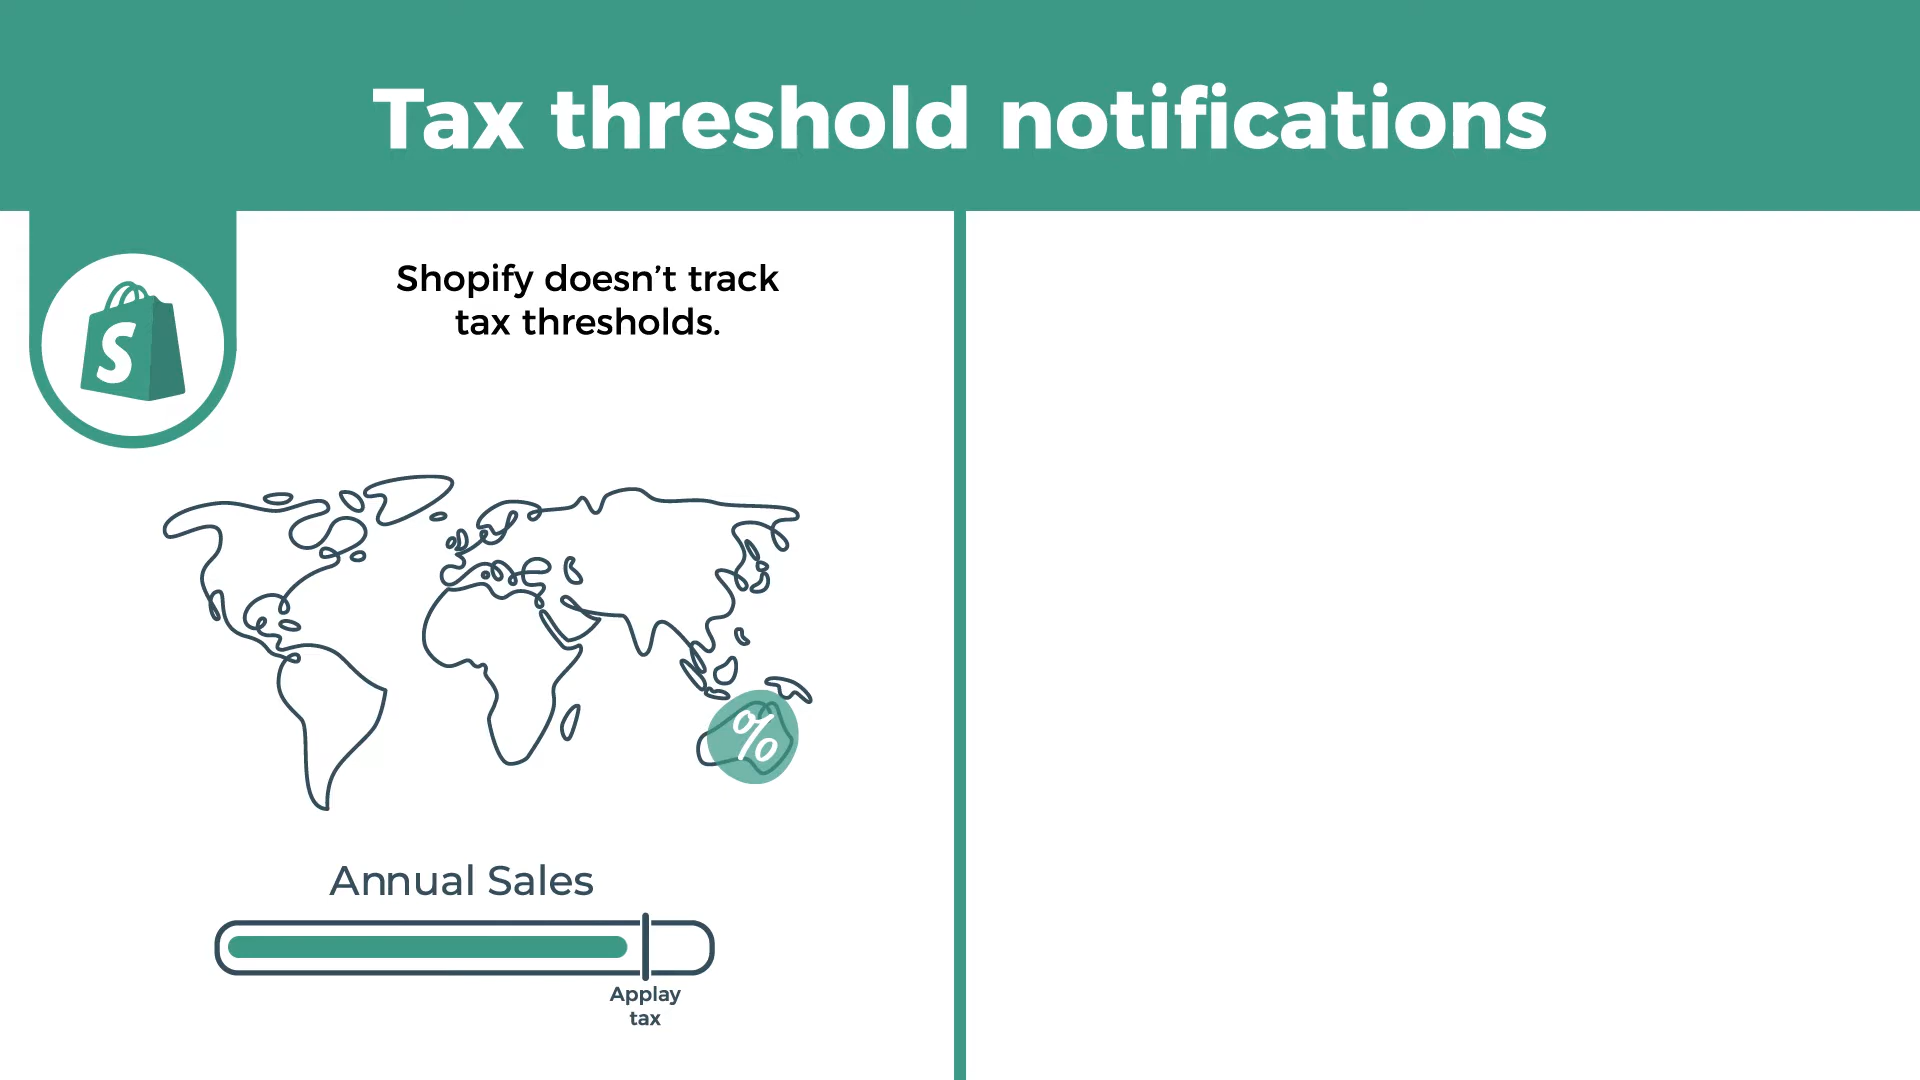 Tax threshold notifications
S
Shopify doesn’t track
tax thresholds.
%
Annual Sales
Applay
tax